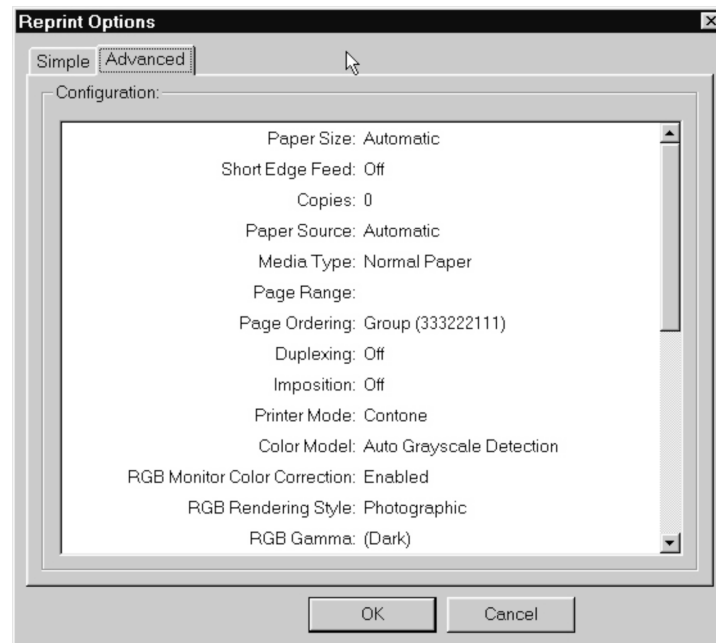 Reprint Options
Simple Advanced
Configuration:
Paper Size: Automatic
Short Edge Feed: Off
Copies: 0
Paper Source: Automatic
Media Type: Normal Paper
Page Range:
Page Ordering: Group (333222111)
Duplexing: Off
Imposition: Off
Printer Mode: Contone
Color Model: Auto Grayscale Detection
RGB Monitor Color Correction: Enabled
RGB Rendering Style: Photographic
RGB Gamma: (Dark)
OK Cancel